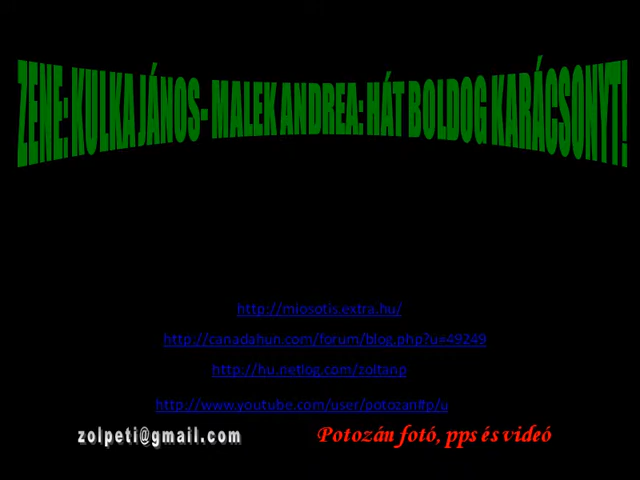 ZENE: KULKA JÁNOS- MALEK ANDREA: HÁT BOLDOG KARÁCSONYT!
http://miosotis.extra.hu/
http://canadahun.com/forum/blog.php?u=49249
http://hu.netlog.com/zoltanp
http://www.youtube.com/user/potozan#p/u
zolpeti@gmail.com Potozán fotó, pps és videó